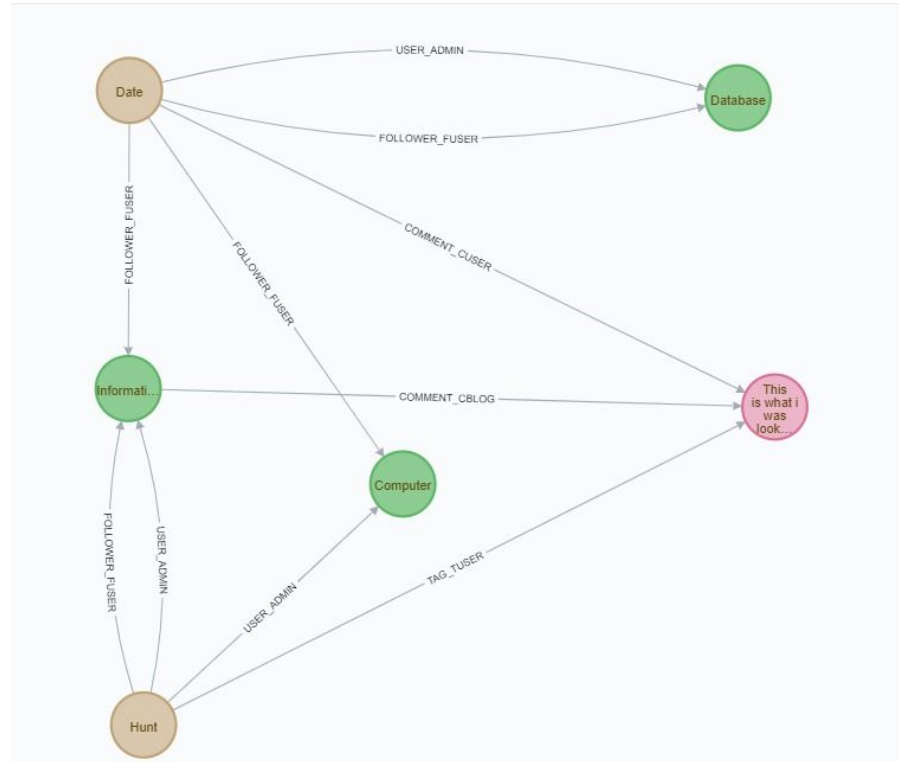 USER_ADMIN
Date
Database
FOLLOWER_FUSER
FOLLOWER_FUSER
COMMENT_CUSER
FOLLOWER_FUSER
Informati...
COMMENT_CBLOG
This
is what i
was
look...
Computer
FOLLOWER_FUSER
USER_ADMIN
TAG_TUSER
USER_ADMIN
Hunt